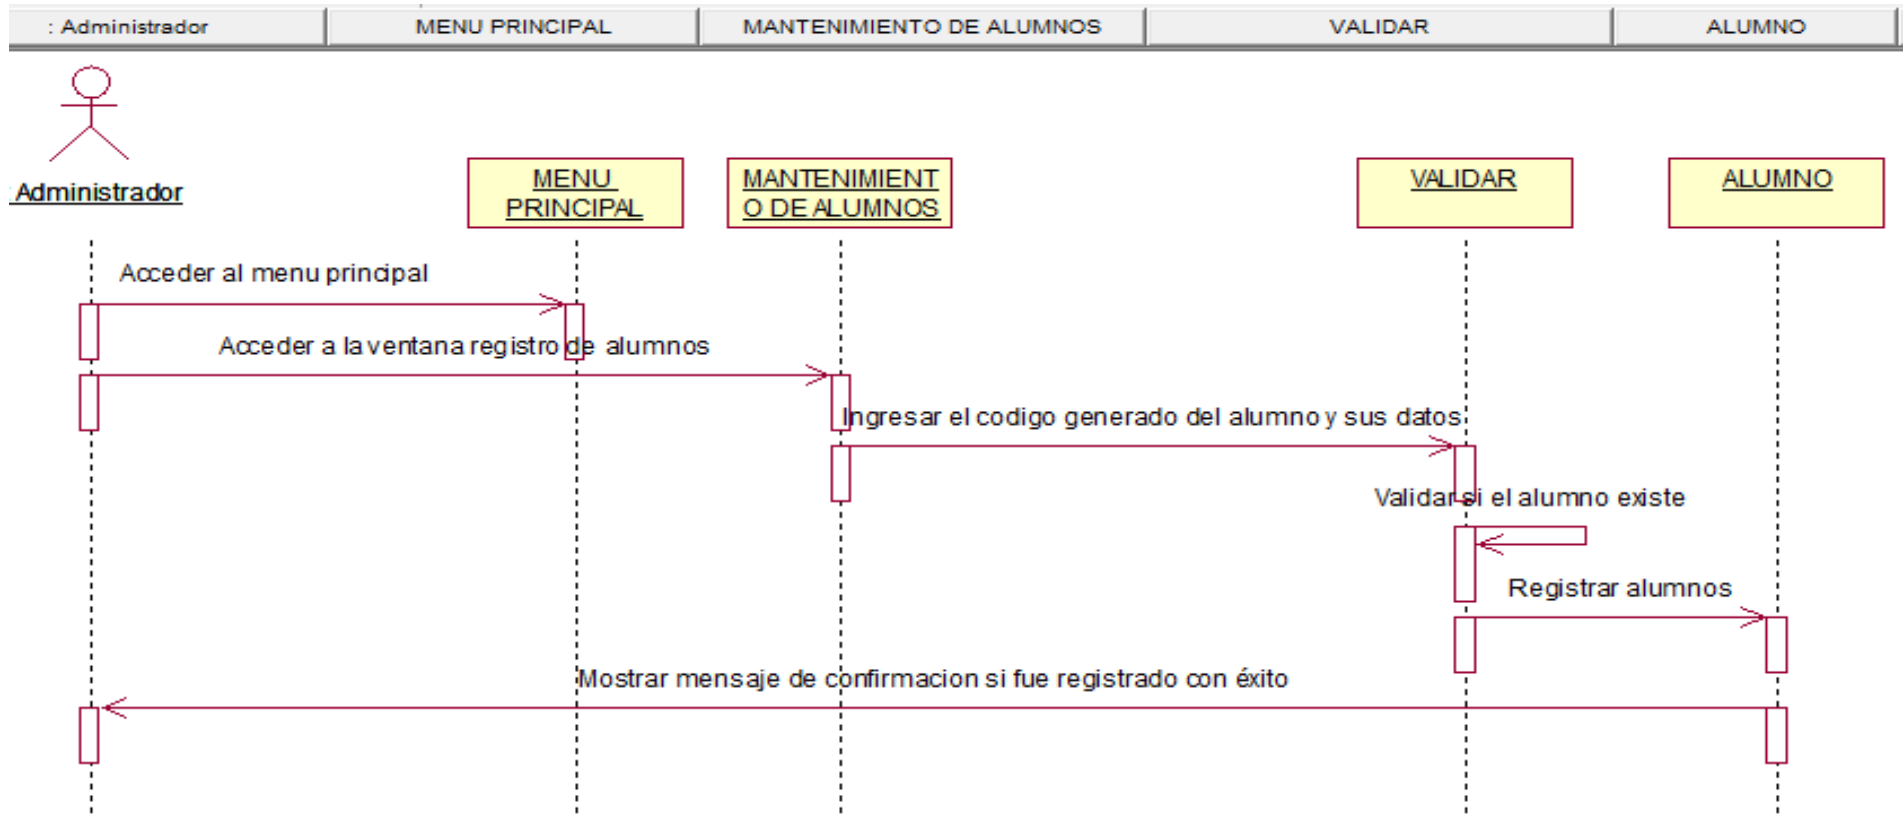 : Administrador
MENU PRINCIPAL
MANTENIMIENTO DE ALUMNOS
VALIDAR
ALUMNO
: Administrador
MENU
PRINCIPAL
MANTENIMIENT
O DE ALUMNOS
VALIDAR
ALUMNO
Acceder al menu principal
Acceder a la ventana registro de alumnos
Ingresar el codigo generado del alumno y sus datos
Validar si el alumno existe
Registrar alumnos
Mostrar mensaje de confirmacion si fue registrado con éxito